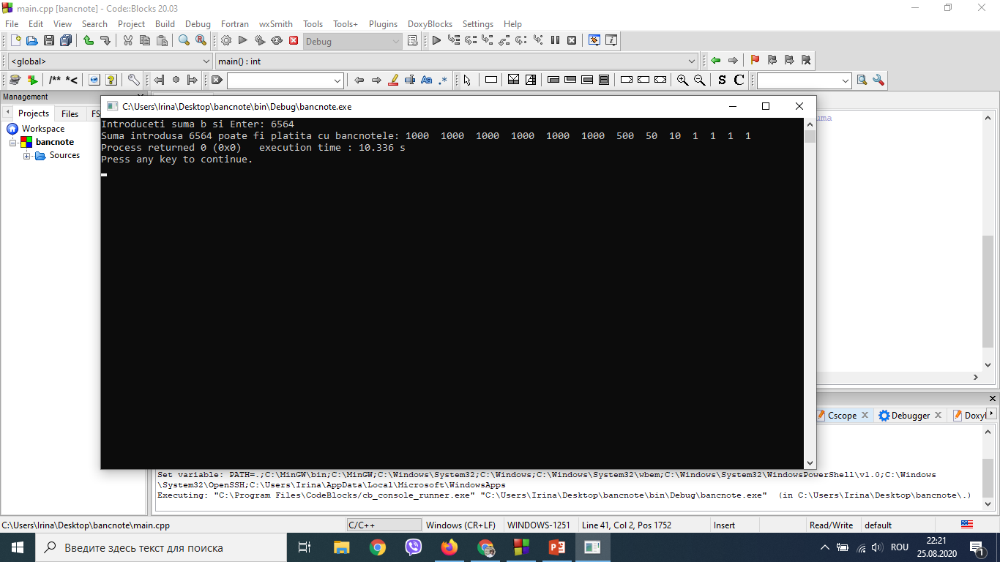 main.cpp [bancnote] - Code::Blocks 20.03
File Edit View Search Project Build Debug Fortran wxSmith Tools Tools+ Plugins DoxyBlocks Settings Help
Debug
<global> main() : int
/** *< Aa .* S C
Management
Projects Files FS
C:\Users\Irina\Desktop\bancnote\bin\Debug\bancnote.exe
Workspace
bancnote
Sources
uma
Introduceti suma b si Enter: 6564
Suma introdusa 6564 poate fi platita cu bancnotele: 1000 1000 1000 1000 1000 1000 500 50 10 1 1 1 1
Process returned 0 (0x0) execution time : 10.336 s
Press any key to continue.
Cscope Debugger Doxyl
Set variable: PATH=.;C:\MinGW\bin;C:\MinGW;C:\Windows\System32;C:\Windows;C:\Windows\System32\wbem;C:\Windows\System32\WindowsPowerShell\v1.0;C:\Windows
\System32\OpenSSH;C:\Users\Irina\AppData\Local\Microsoft\WindowsApps
Executing: "C:\Program Files\CodeBlocks/cb_console_runner.exe" "C:\Users\Irina\Desktop\bancnote\bin\Debug\bancnote.exe" (in C:\Users\Irina\Desktop\bancnote\.)
C:\Users\Irina\Desktop\bancnote\main.cpp C/C++ Windows (CR+LF) WINDOWS-1251 Line 41, Col 2, Pos 1752 Insert Read/Write default
Введите здесь текст для поиска
ROU
22:21
25.08.2020
1